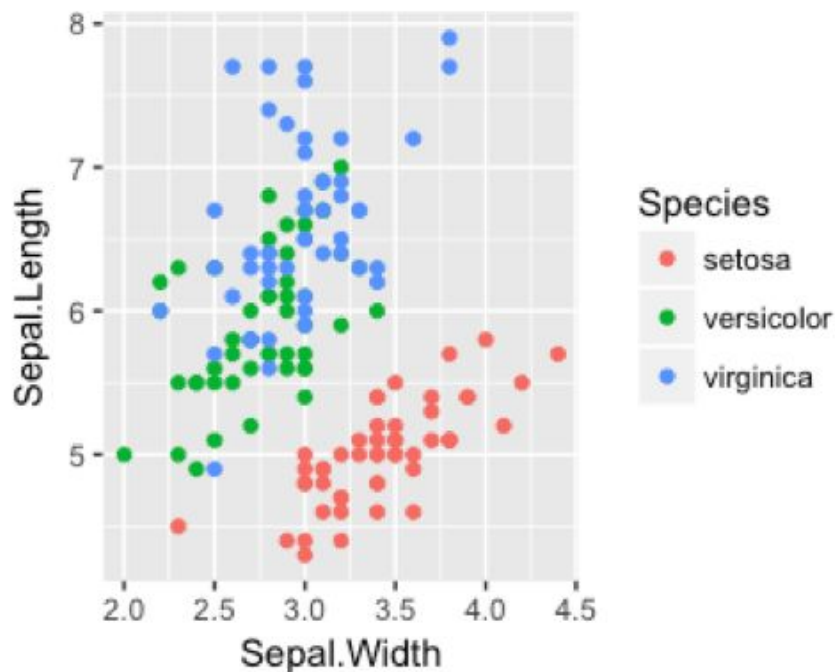 8
7
6
5
Sepal.Length
2.0 2.5 3.0 3.5 4.0 4.5
Sepal.Width
Species
setosa
versicolor
virginica